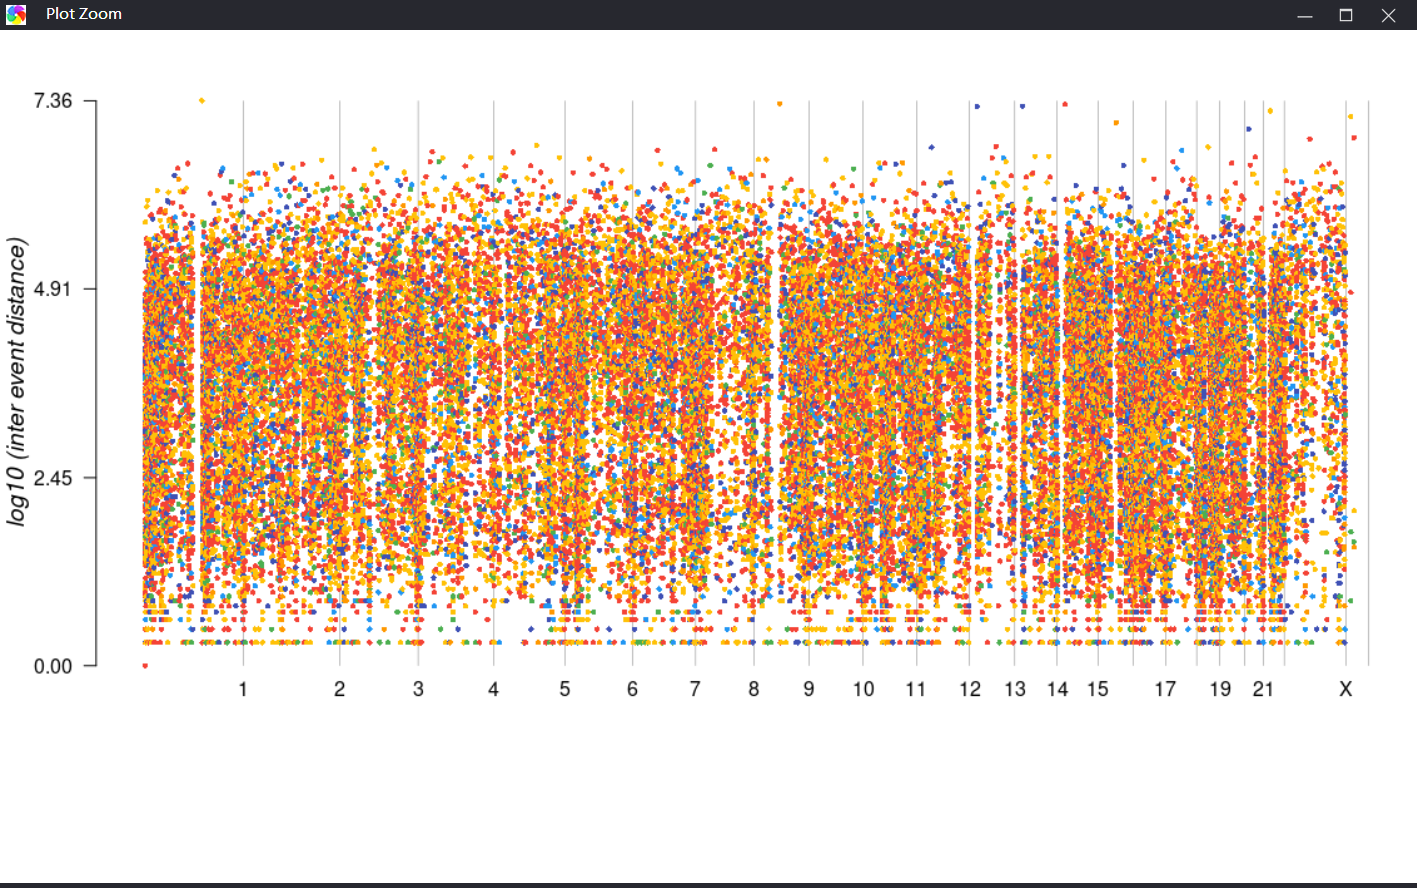 Plot Zoom
7.36
4.91
2.45
0.00
log10 (inter event distance)
1 2 3 4 5 6 7 8 9 10 11 12 13 14 15 17 19 21 X